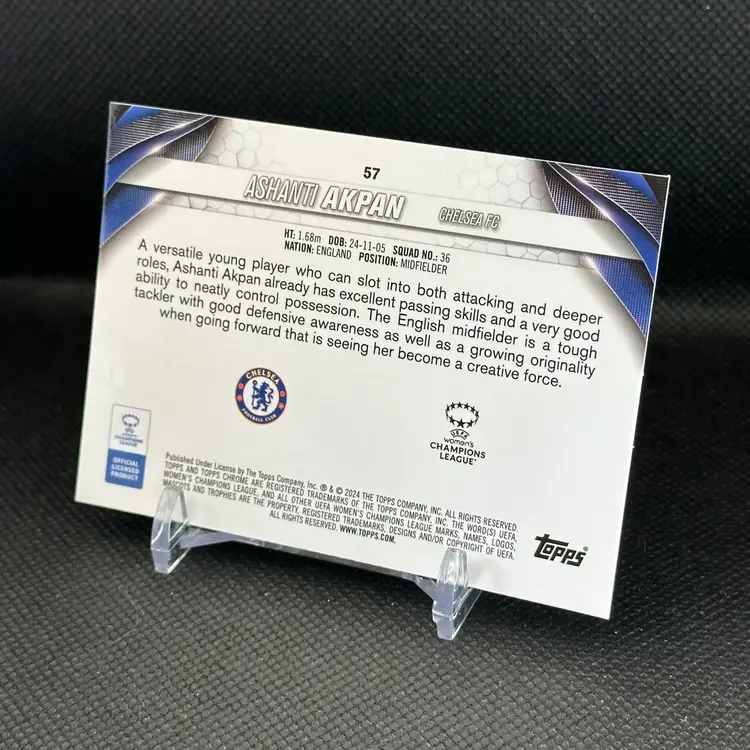 57
ASHANTI AKPAN CHELSEA FC
HT: 1.68m DOB: 24-11-05 SQUAD NO.: 36
NATION: ENGLAND POSITION: MIDFIELDER
A versatile young player who can slot into both attacking and deeper
roles, Ashanti Akpan already has excellent passing skills and a very good
ability to neatly control possession. The English midfielder is a tough
tackler with good defensive awareness as well as a growing originality
when going forward that is seeing her become a creative force.
CHELSEA
FOOTBALL CLUB
UEFA
women's
CHAMPIONS
LEAGUE
UEFA
women's
CHAMPIONS
LEAGUE
OFFICIAL
LICENSED
PRODUCT
Published Under License by The Topps Company, Inc. ® & © 2024 THE TOPPS COMPANY, INC. ALL RIGHTS RESERVED.
TOPPS AND TOPPS CHROME ARE REGISTERED TRADEMARKS OF THE TOPPS COMPANY, INC. THE WORD(S) UEFA,
WOMEN'S CHAMPIONS LEAGUE, AND ALL OTHER UEFA WOMEN'S CHAMPIONS LEAGUE MARKS, NAMES, LOGOS,
MASCOTS AND TROPHIES ARE THE PROPERTY, REGISTERED TRADEMARKS, DESIGNS AND/OR COPYRIGHT OF UEFA.
ALL RIGHTS RESERVED. WWW.TOPPS.COM.
topps®